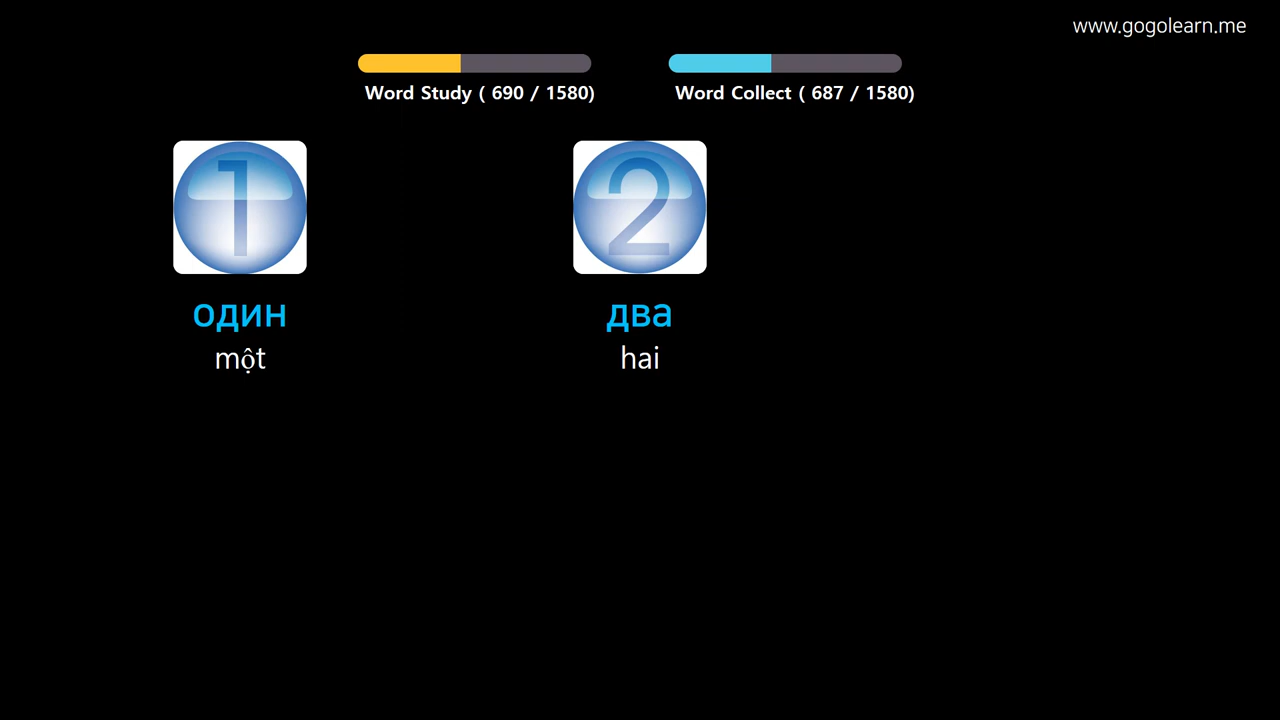 www.gogolearn.me
Word Study ( 690 / 1580)
Word Collect ( 687 / 1580)
1
2
один
два
một
hai